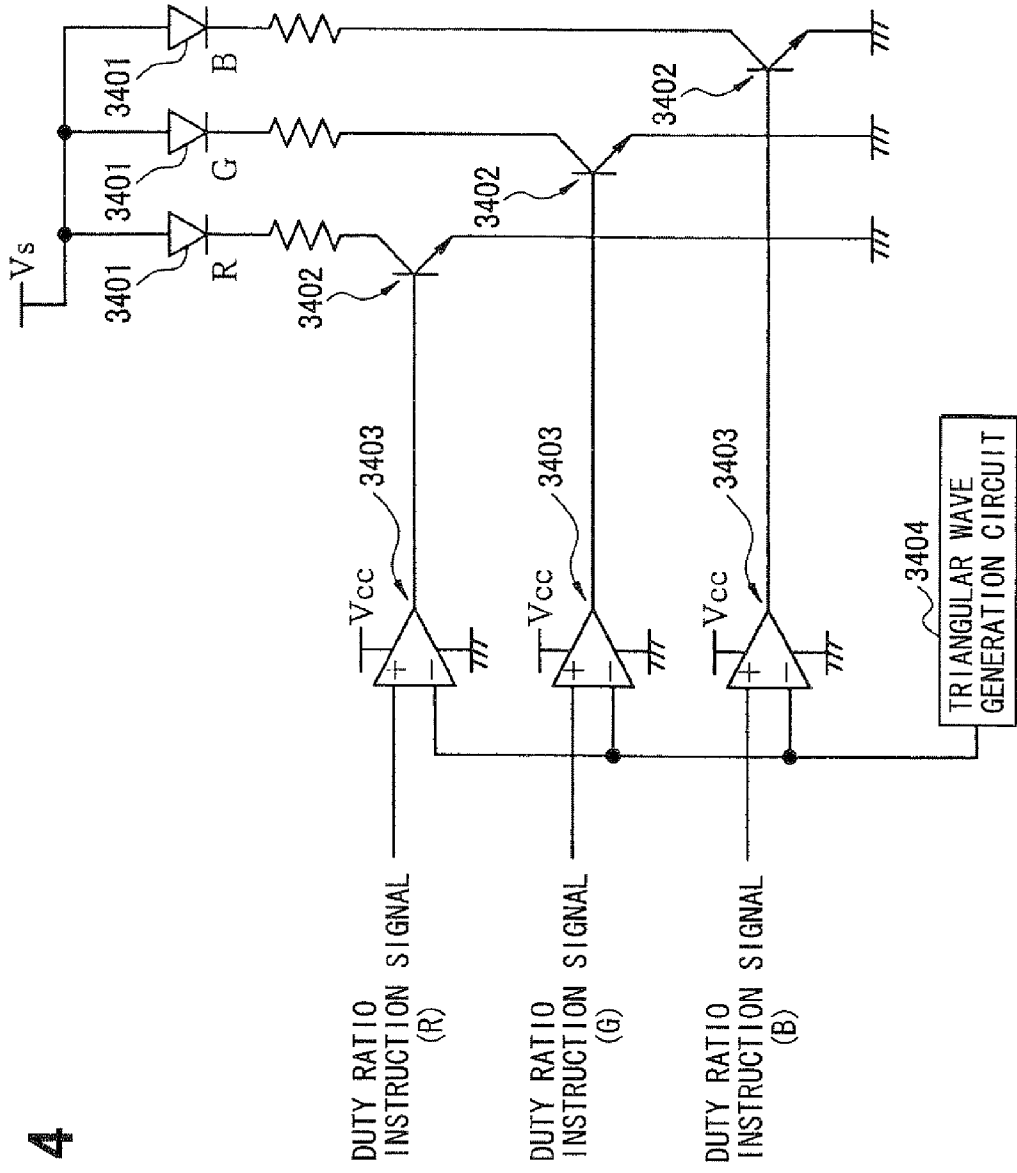 4
Vs
3401
3401
3401
R
G
B
3402
3402
3402
3403
3403
3403
Vcc
Vcc
Vcc
+
−
+
−
+
−
DUTY RATIO
INSTRUCTION SIGNAL
(R)
DUTY RATIO
INSTRUCTION SIGNAL
(G)
DUTY RATIO
INSTRUCTION SIGNAL
(B)
3404
TRIANGULAR WAVE
GENERATION CIRCUIT